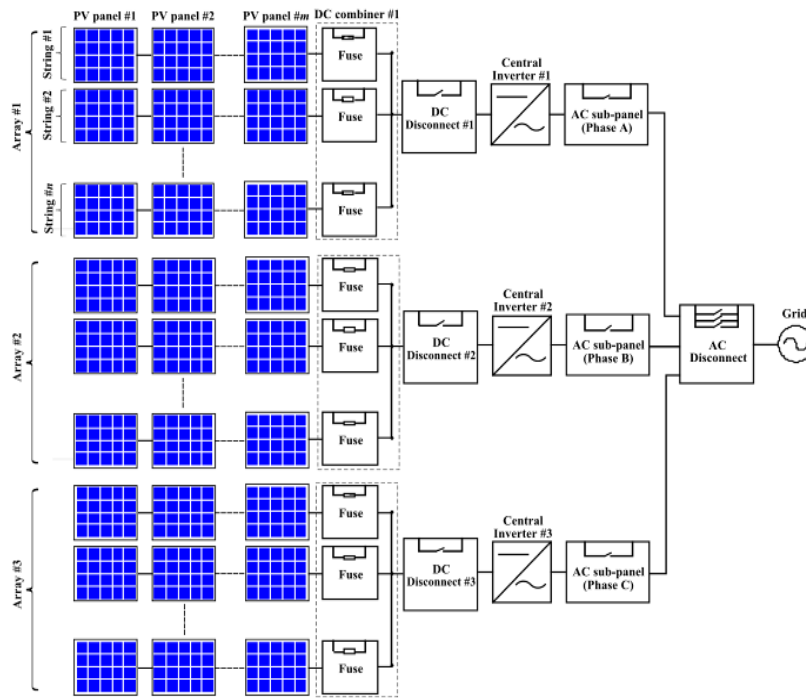 PV panel #1
PV panel #2
PV panel #m
DC combiner #1
Array #1
String #1
String #2
String #n
Fuse
Fuse
Fuse
DC
Disconnect #1
Central
Inverter #1
AC sub-panel
(Phase A)
Array #2
Fuse
Fuse
Fuse
DC
Disconnect #2
Central
Inverter #2
AC sub-panel
(Phase B)
AC
Disconnect
Grid
Array #3
Fuse
Fuse
Fuse
DC
Disconnect #3
Central
Inverter #3
AC sub-panel
(Phase C)